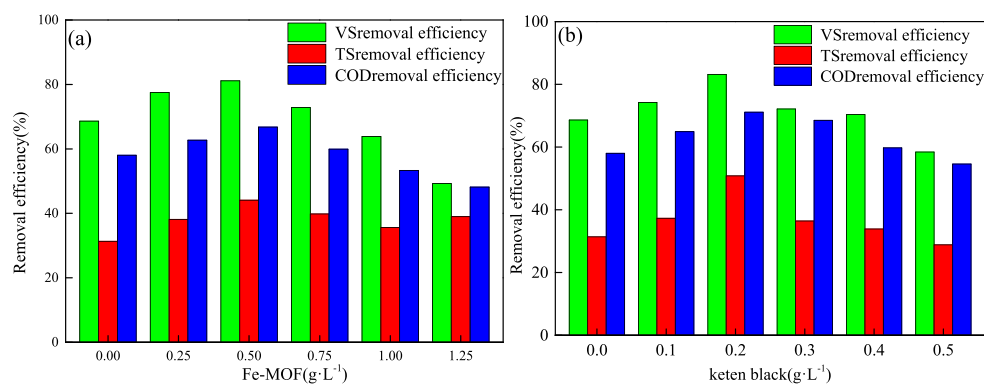 (a)
VSremoval efficiency
TSremoval efficiency
CODremoval efficiency
Removal efficiency(%)
100
80
60
40
20
0
0.00 0.25 0.50 0.75 1.00 1.25
Fe-MOF(g·L⁻¹)
(b)
VSremoval efficiency
TSremoval efficiency
CODremoval efficiency
Removal efficiency(%)
100
80
60
40
20
0
0.0 0.1 0.2 0.3 0.4 0.5
keten black(g·L⁻¹)